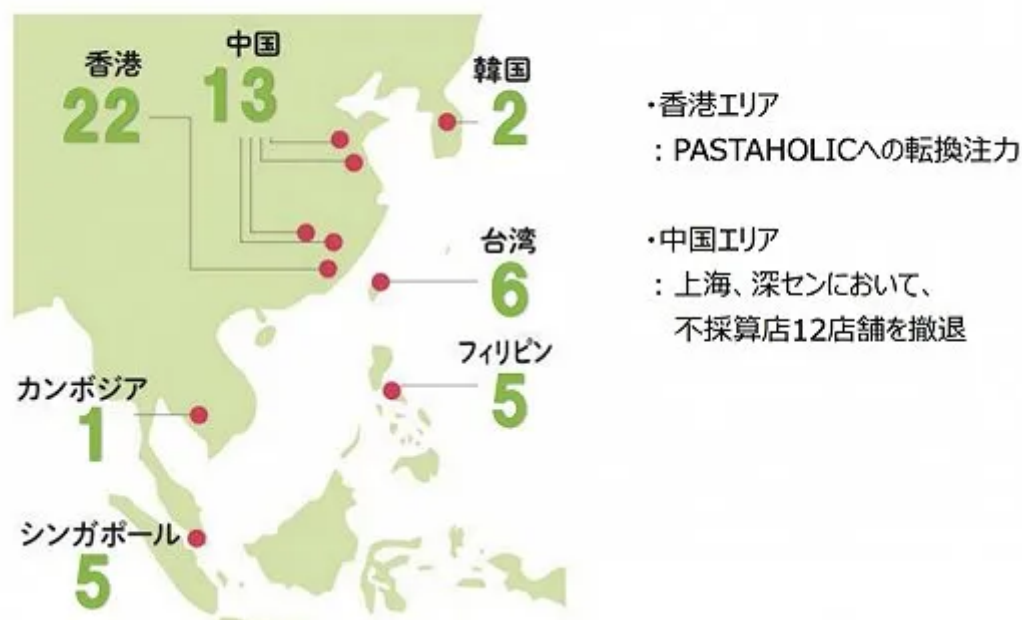 香港
22
中国
13
韓国
2
台湾
6
フィリピン
5
カンボジア
1
シンガポール
5
・香港エリア
：PASTAHOLICへの転換注力
・中国エリア
：上海、深センにおいて、
不採算店12店舗を撤退